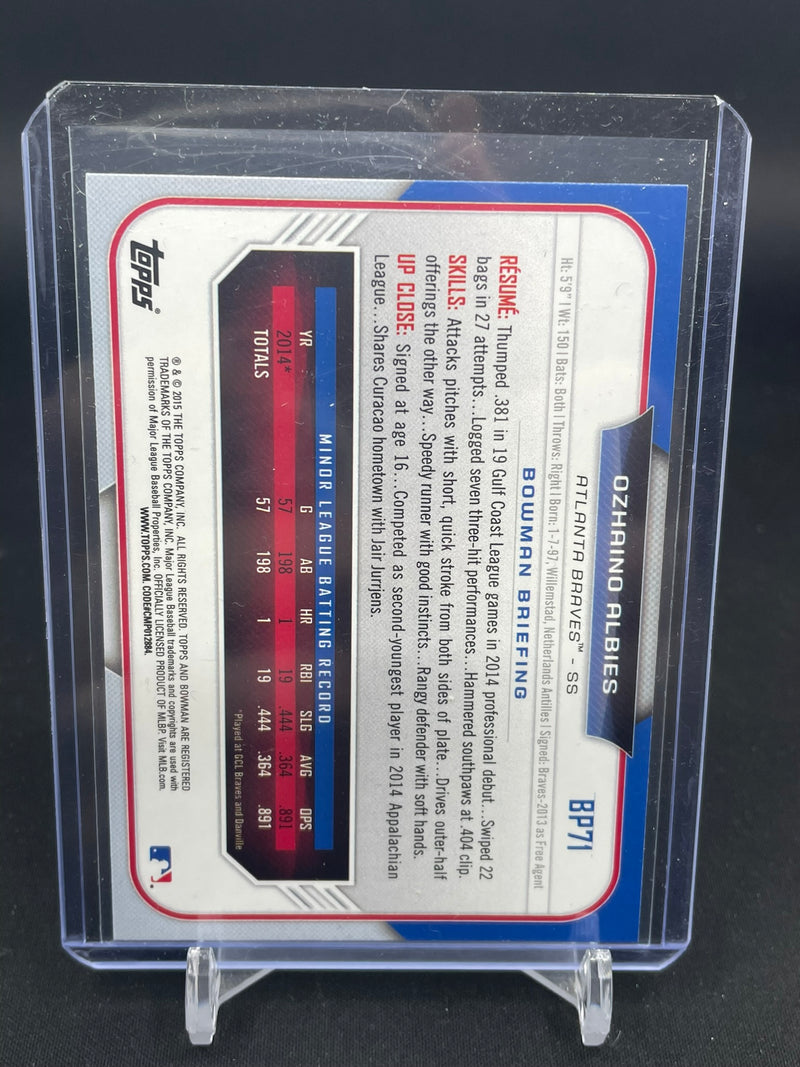 OZHAINO ALBIES
BP71
ATLANTA BRAVES™ - SS
Ht: 5'9" | Wt: 150 | Bats: Both | Throws: Right | Born: 1-7-97, Willemstad, Netherlands Antilles | Signed: Braves-2013 as Free Agent
BOWMAN BRIEFING
RÉSUMÉ: Thumped .381 in 19 Gulf Coast League games in 2014 professional debut...Swiped 22
bags in 27 attempts...Logged seven three-hit performances...Hammered southpaws at .404 clip.
SKILLS: Attacks pitches with short, quick stroke from both sides of plate...Drives outer-half
offerings the other way...Speedy runner with good instincts...Rangy defender with soft hands.
UP CLOSE: Signed at age 16...Competed as second-youngest player in 2014 Appalachian
League...Shares Curacao hometown with Jair Jurrjens.
MINOR LEAGUE BATTING RECORD
YR G AB HR RBI SLG AVG OPS
2014* 57 198 1 19 .444 .364 .891
TOTALS 57 198 1 19 .444 .364 .891
*Played at GCL Braves and Danville
topps®
® & © 2015 THE TOPPS COMPANY, INC. ALL RIGHTS RESERVED. TOPPS AND BOWMAN ARE REGISTERED
TRADEMARKS OF THE TOPPS COMPANY, INC. Major League Baseball trademarks and copyrights are used with
permission of Major League Baseball Properties, Inc. OFFICIALLY LICENSED PRODUCT OF MLBP. Visit MLB.com.
WWW.TOPPS.COM. CODE#CMP012884.